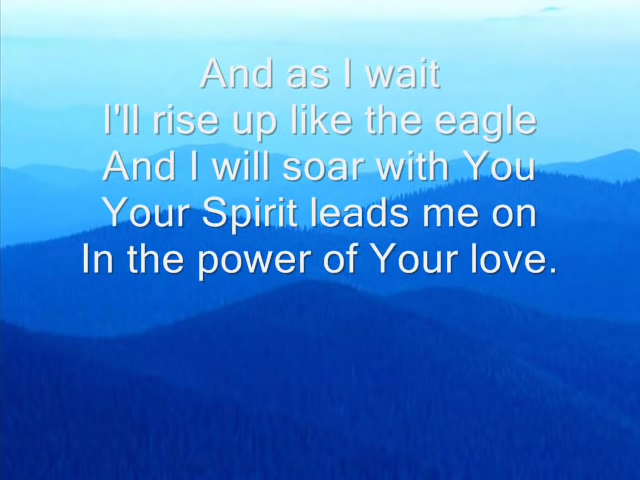 And as I wait
I'll rise up like the eagle
And I will soar with You
Your Spirit leads me on
In the power of Your love.